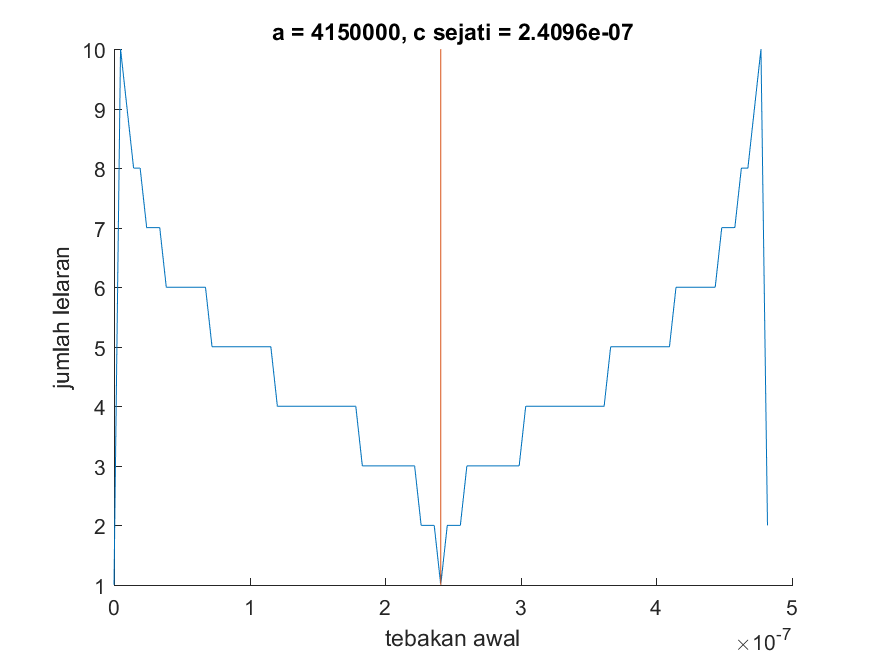 a = 4150000, c sejati = 2.4096e-07
10
9
8
7
6
5
4
3
2
1
jumlah lelaran
0 1 2 3 4 5
×10^-7
tebakan awal